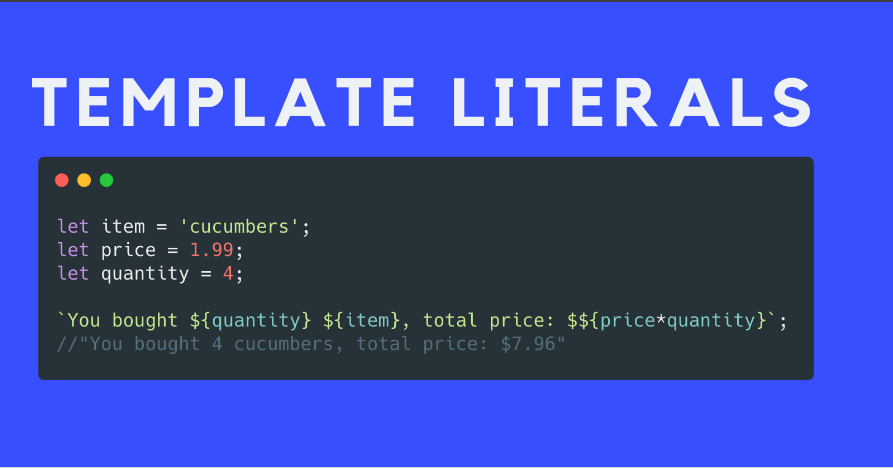 TEMPLATE LITERALS
let item = 'cucumbers';
let price = 1.99;
let quantity = 4;
`You bought ${quantity} ${item}, total price: $${price*quantity}`;
//"You bought 4 cucumbers, total price: $7.96"